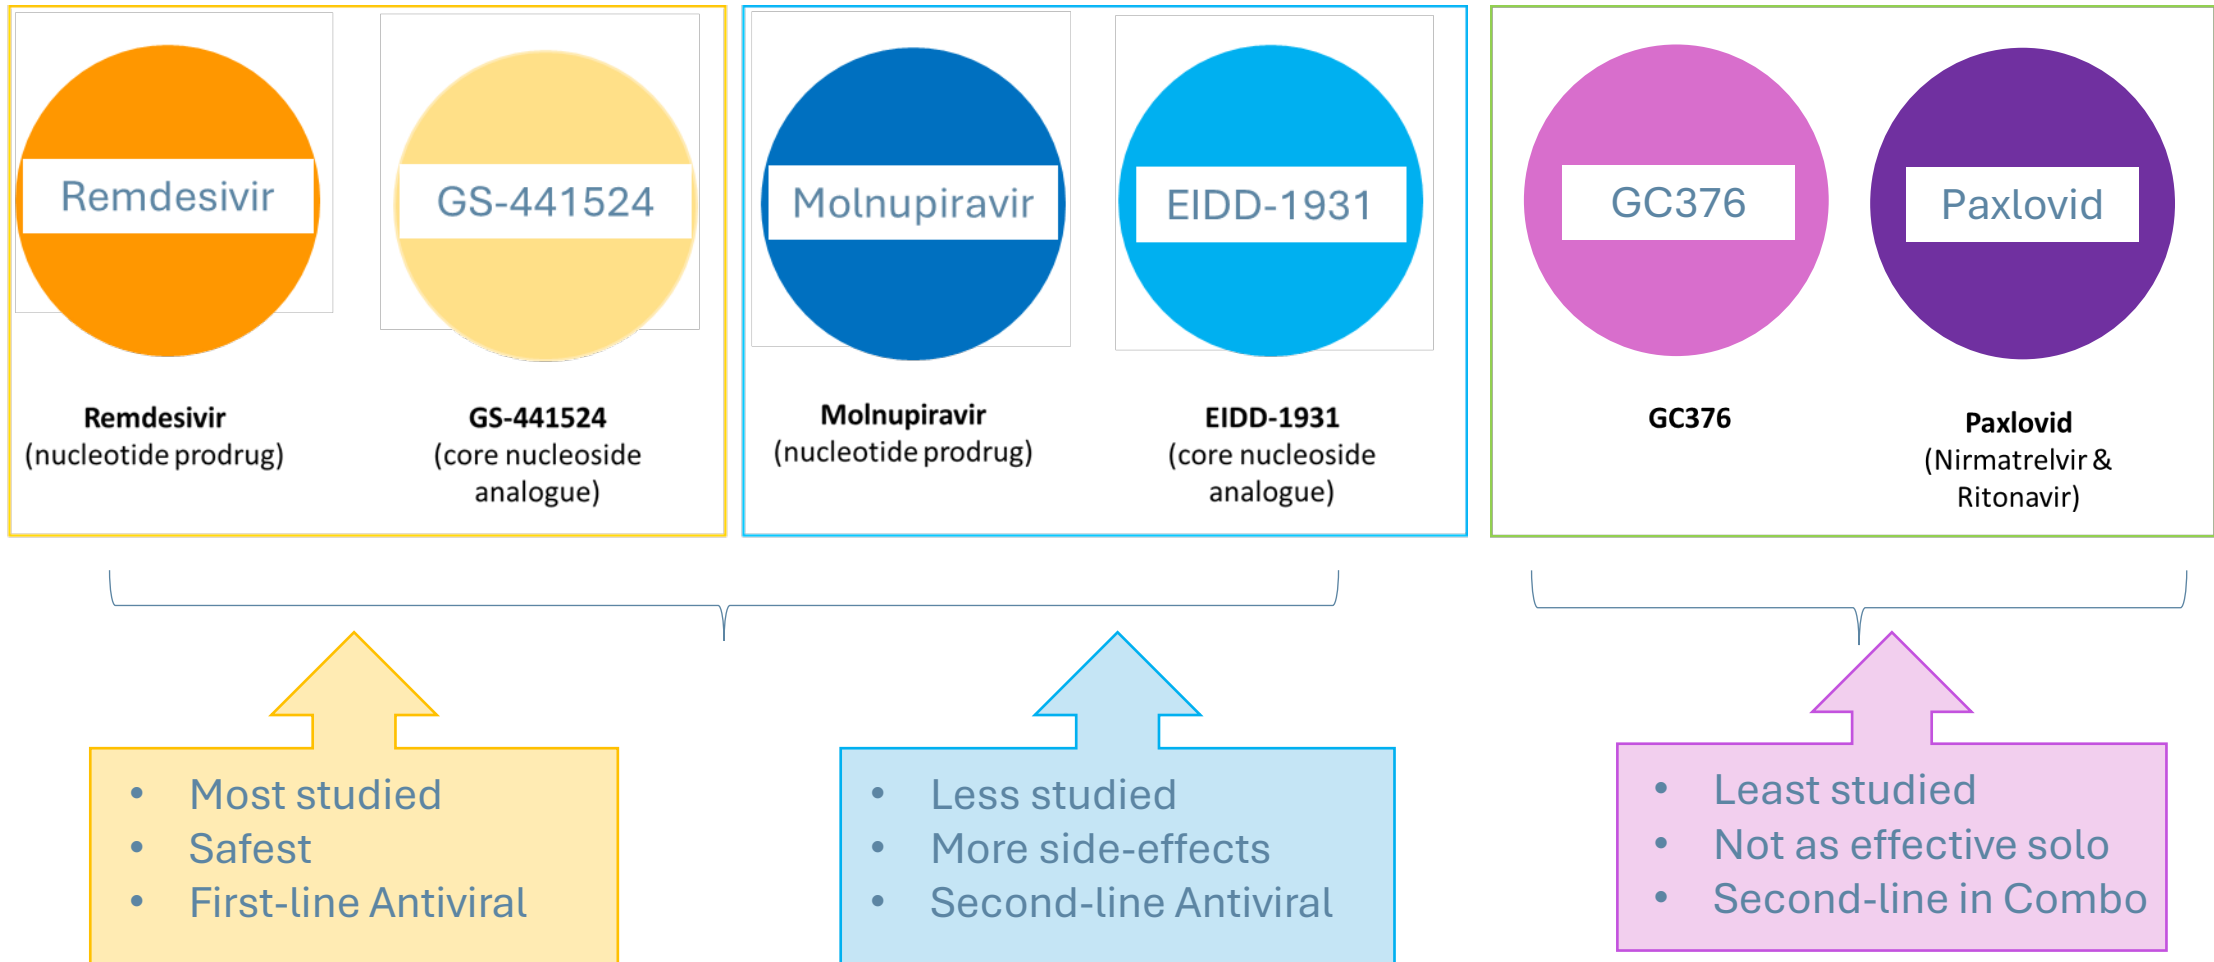 Remdesivir
GS-441524
Molnupiravir
EIDD-1931
GC376
Paxlovid
Remdesivir
(nucleotide prodrug)
GS-441524
(core nucleoside
analogue)
Molnupiravir
(nucleotide prodrug)
EIDD-1931
(core nucleoside
analogue)
GC376
Paxlovid
(Nirmatrelvir &
Ritonavir)
• Most studied
• Safest
• First-line Antiviral
• Less studied
• More side-effects
• Second-line Antiviral
• Least studied
• Not as effective solo
• Second-line in Combo